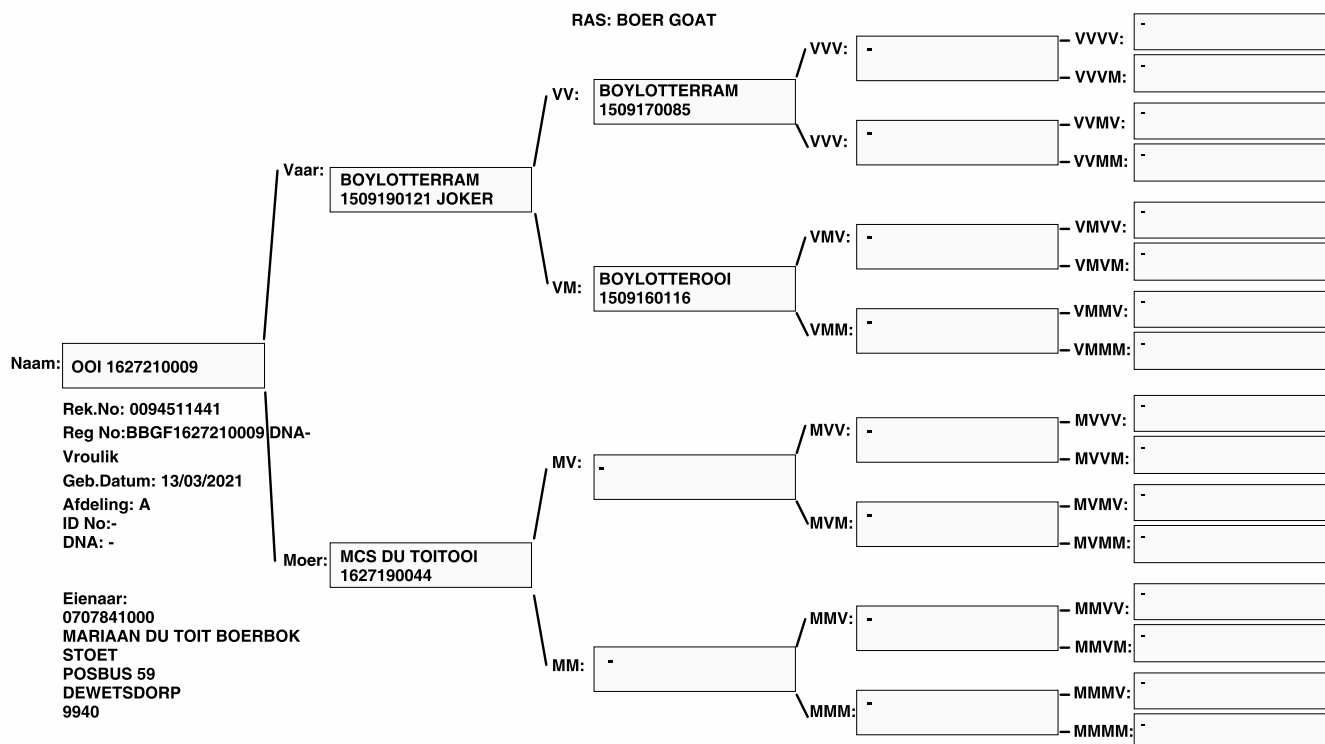 RAS: BOER GOAT
Naam: OOI 1627210009
Rek.No: 0094511441
Reg No:BBGF1627210009 DNA-
Vroulik
Geb.Datum: 13/03/2021
Afdeling: A
ID No:-
DNA: -
Eienaar:
0707841000
MARIAAN DU TOIT BOERBOK
STOET
POSBUS 59
DEWETSDORP
9940
Vaar: BOYLOTTERRAM
1509190121 JOKER
Moer: MCS DU TOITOOI
1627190044
VV: BOYLOTTERRAM
1509170085
VM: BOYLOTTEROOI
1509160116
MV: -
MM: -
VVV: -
VVV: -
VMV: -
VMM: -
MVV: -
MVM: -
MMV: -
MMM: -
VVVV: -
VVVM: -
VVMV: -
VVMM: -
VMVV: -
VMVM: -
VMMV: -
VMMM: -
MVVV: -
MVVM: -
MVMV: -
MVMM: -
MMVV: -
MMVM: -
MMMV: -
MMMM: -